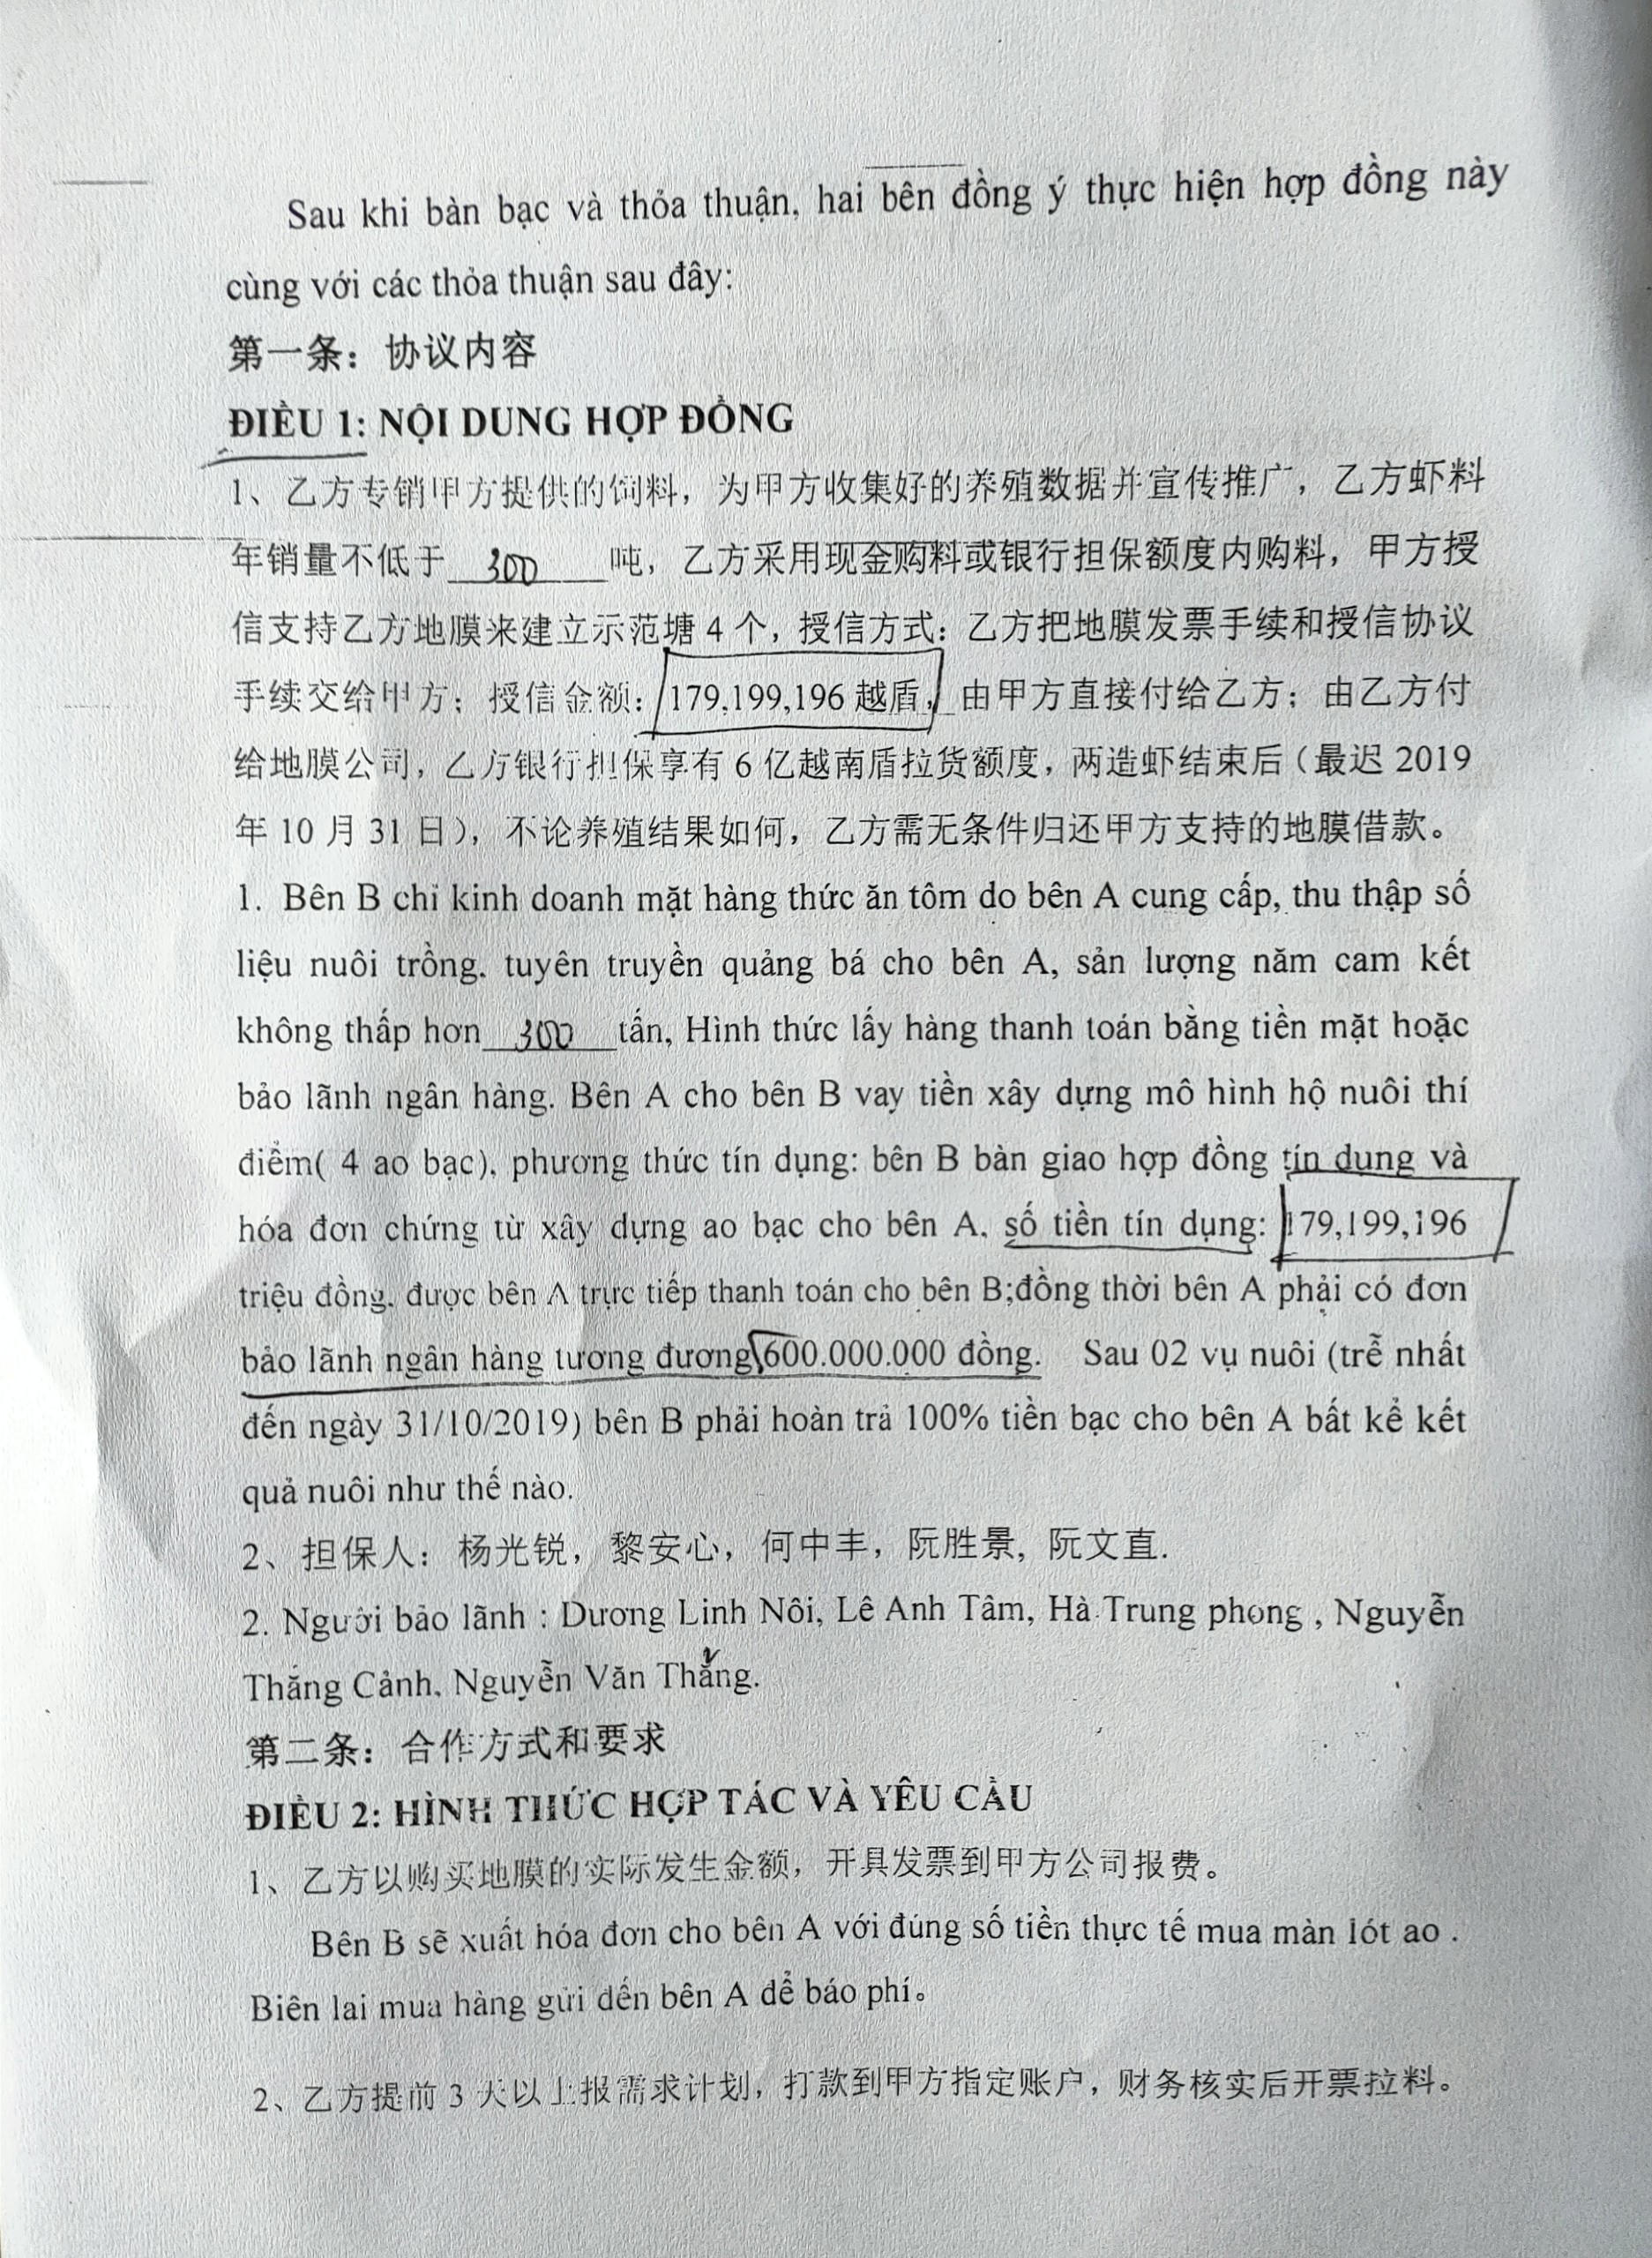 Sau khi bàn bạc và thỏa thuận, hai bên đồng ý thực hiện hợp đồng này
cùng với các thỏa thuận sau đây:
第一条：协议内容
ĐIỀU 1: NỘI DUNG HỢP ĐỒNG
1、乙方专销甲方提供的饲料，为甲方收集好的养殖数据并宣传推广，乙方虾料
年销量不低于 300 吨，乙方采用现金购料或银行担保额度内购料，甲方授
信支持乙方地膜来建立示范塘 4 个，授信方式：乙方把地膜发票手续和授信协议
手续交给甲方；授信金额：179,199,196 越盾，由甲方直接付给乙方；由乙方付
给地膜公司，乙方银行担保享有 6 亿越南盾拉货额度，两造虾结束后（最迟 2019
年 10 月 31 日），不论养殖结果如何，乙方需无条件归还甲方支持的地膜借款。
1. Bên B chỉ kinh doanh mặt hàng thức ăn tôm do bên A cung cấp, thu thập số
liệu nuôi trồng. tuyên truyền quảng bá cho bên A, sản lượng năm cam kết
không thấp hơn 300 tấn, Hình thức lấy hàng thanh toán bằng tiền mặt hoặc
bảo lãnh ngân hàng. Bên A cho bên B vay tiền xây dựng mô hình hộ nuôi thí
điểm( 4 ao bạc). phương thức tín dụng: bên B bàn giao hợp đồng tín dụng và
hóa đơn chứng từ xây dựng ao bạc cho bên A. số tiền tín dụng: 179,199,196
triệu đồng. được bên A trực tiếp thanh toán cho bên B;đồng thời bên A phải có đơn
bảo lãnh ngân hàng tương đương 600.000.000 đồng. Sau 02 vụ nuôi (trễ nhất
đến ngày 31/10/2019) bên B phải hoàn trả 100% tiền bạc cho bên A bất kể kết
quả nuôi như thế nào.
2、担保人：杨光锐，黎安心，何中丰，阮胜景, 阮文直.
2. Người bảo lãnh : Dương Linh Nôi, Lê Anh Tâm, Hà Trung phong , Nguyễn
Thắng Cảnh, Nguyễn Văn Thẳng.
第二条：合作方式和要求
ĐIỀU 2: HÌNH THỨC HỢP TÁC VÀ YÊU CẦU
1、乙方以购买地膜的实际发生金额，开具发票到甲方公司报费。
Bên B sẽ xuất hóa đơn cho bên A với đúng số tiền thực tế mua màn lót ao .
Biên lai mua hàng gửi đến bên A để báo phí。
2、乙方提前 3 天以上报需求计划，打款到甲方指定账户，财务核实后开票拉料。